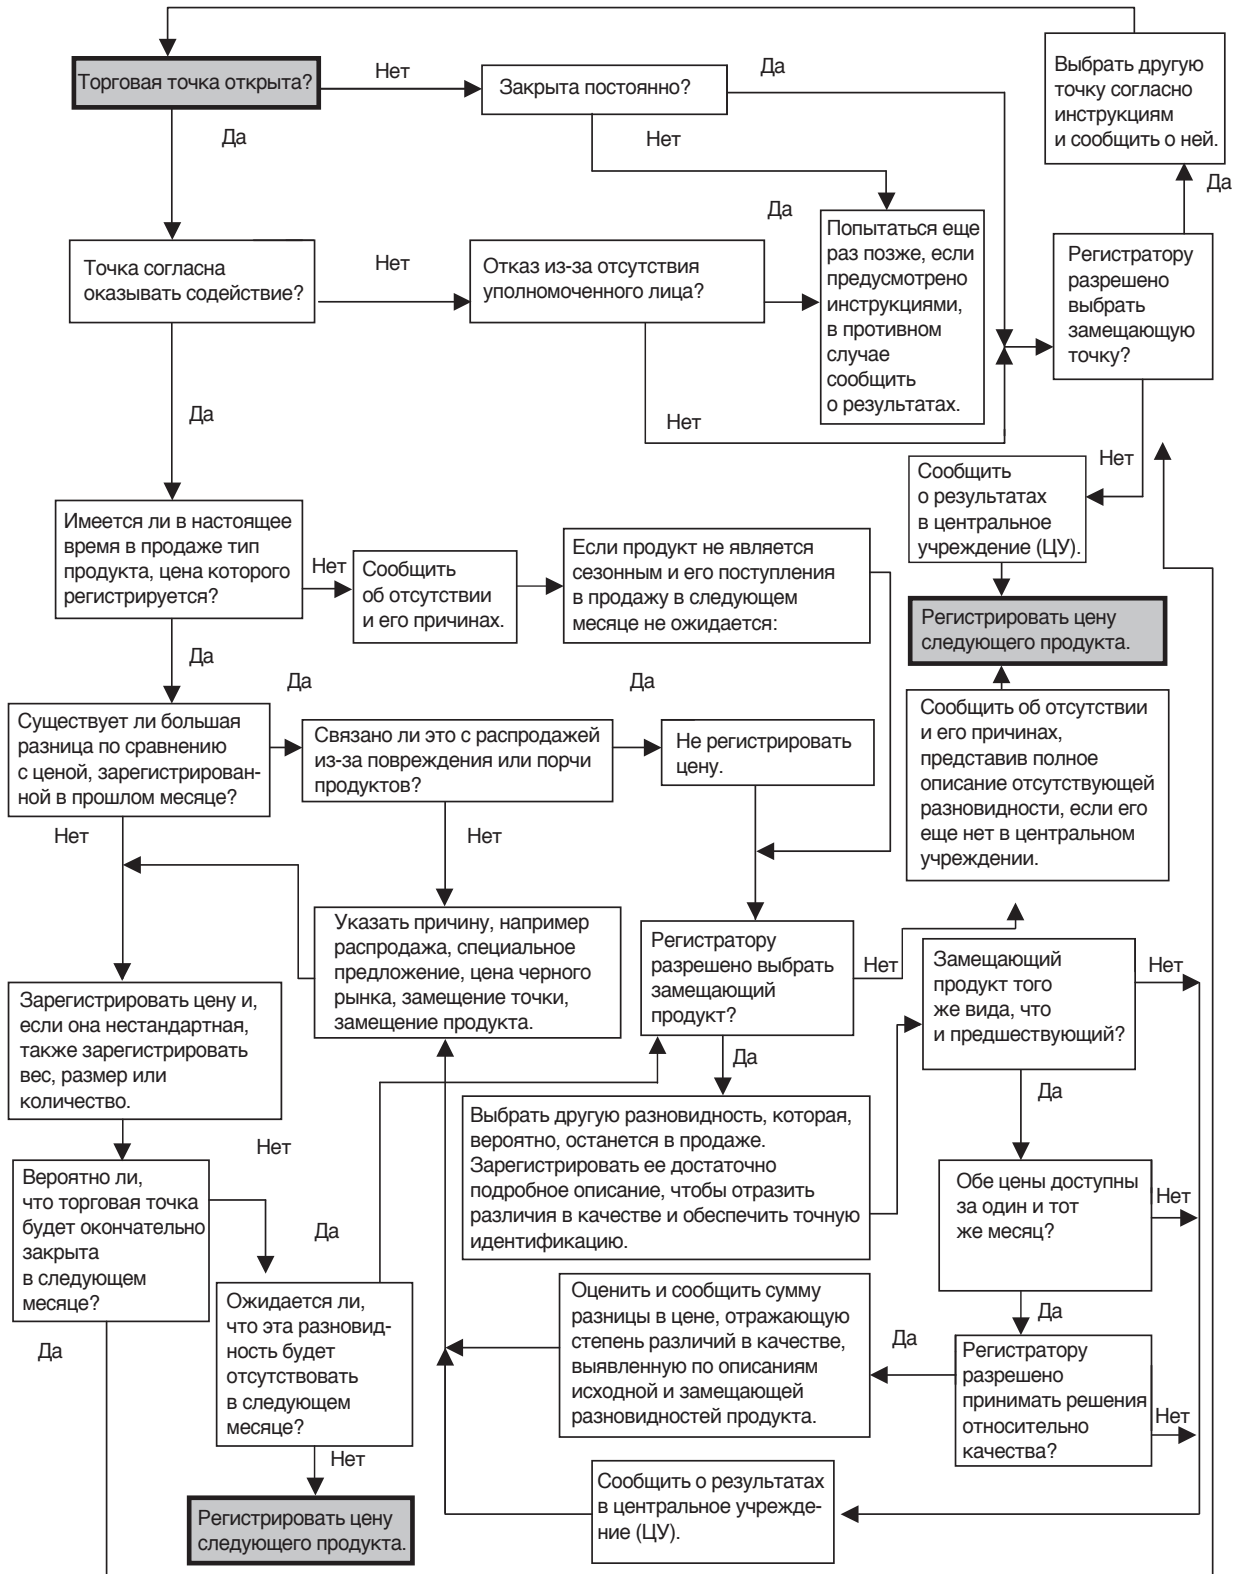 Торговая точка открыта?
Нет
Закрыта постоянно?
Да
Выбрать другую
точку согласно
инструкциям
и сообщить о ней.
Да
Нет
Да
Точка согласна
оказывать содействие?
Нет
Отказ из-за отсутствия
уполномоченного лица?
Да
Попытаться еще
раз позже, если
предусмотрено
инструкциями,
в противном
случае
сообщить
о результатах.
Регистратору
разрешено
выбрать
замещающую
точку?
Да
Нет
Нет
Сообщить
о результатах
в центральное
учреждение (ЦУ).
Имеется ли в настоящее
время в продаже тип
продукта, цена которого
регистрируется?
Нет
Сообщить
об отсутствии
и его причинах.
Если продукт не является
сезонным и его поступления
в продажу в следующем
месяце не ожидается:
Регистрировать цену
следующего продукта.
Да
Да
Да
Существует ли большая
разница по сравнению
с ценой, зарегистрирован-
ной в прошлом месяце?
Связано ли это с распродажей
из-за повреждения или порчи
продуктов?
Не регистрировать
цену.
Сообщить об отсутствии
и его причинах,
представив полное
описание отсутствующей
разновидности, если его
еще нет в центральном
учреждении.
Нет
Нет
Указать причину, например
распродажа, специальное
предложение, цена черного
рынка, замещение точки,
замещение продукта.
Регистратору
разрешено выбрать
замещающий
продукт?
Нет
Замещающий
продукт того
же вида, что
и предшествующий?
Нет
Зарегистрировать цену и,
если она нестандартная,
также зарегистрировать
вес, размер или
количество.
Да
Да
Выбрать другую разновидность, которая,
вероятно, останется в продаже.
Зарегистрировать ее достаточно
подробное описание, чтобы отразить
различия в качестве и обеспечить точную
идентификацию.
Нет
Вероятно ли,
что торговая точка
будет окончательно
закрыта
в следующем
месяце?
Да
Обе цены доступны
за один и тот
же месяц?
Нет
Ожидается ли,
что эта разновид-
ность будет
отсутствовать
в следующем
месяце?
Оценить и сообщить сумму
разницы в цене, отражающую
степень различий в качестве,
выявленную по описаниям
исходной и замещающей
разновидностей продукта.
Да
Да
Да
Регистратору
разрешено
принимать решения
относительно
качества?
Нет
Нет
Сообщить о результатах
в центральное учрежде-
ние (ЦУ).
Регистрировать цену
следующего продукта.